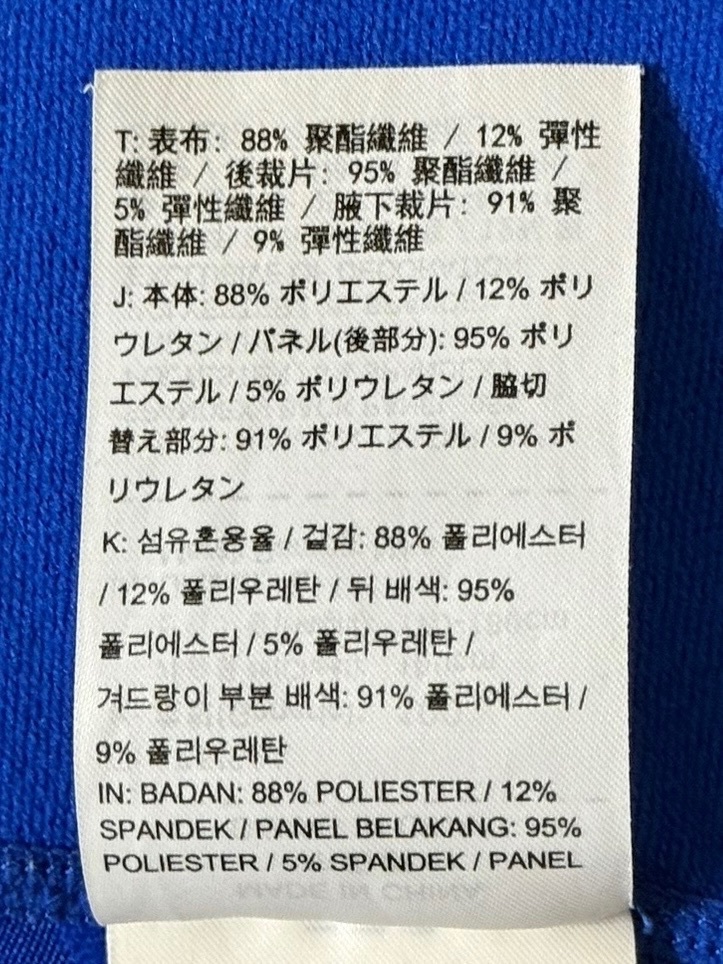 T: 表布: 88% 聚酯纖維 / 12% 彈性
纖維 / 後裁片: 95% 聚酯纖維 /
5% 彈性纖維 / 腋下裁片: 91% 聚
酯纖維 / 9% 彈性纖維
J: 本体: 88% ポリエステル / 12% ポリ
ウレタン / パネル(後部分): 95% ポリ
エステル / 5% ポリウレタン / 脇切
替え部分: 91% ポリエステル / 9% ポ
リウレタン
K: 섬유혼용율 / 겉감: 88% 폴리에스터
/ 12% 폴리우레탄 / 뒤 배색: 95%
폴리에스터 / 5% 폴리우레탄 /
겨드랑이 부분 배색: 91% 폴리에스터 /
9% 폴리우레탄
IN: BADAN: 88% POLIESTER / 12%
SPANDEK / PANEL BELAKANG: 95%
POLIESTER / 5% SPANDEK / PANEL
MADE IN CHINA